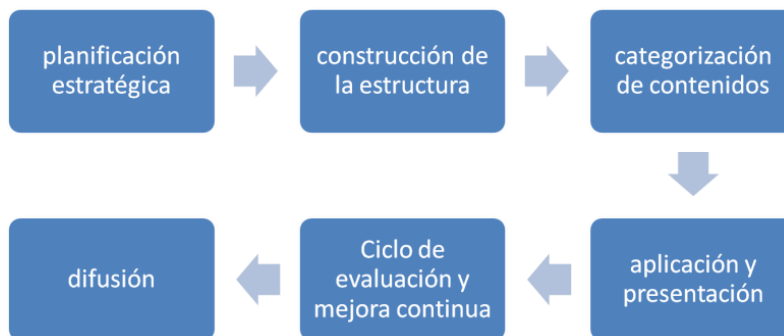 planificación
estratégica
construcción de
la estructura
categorización
de contenidos
aplicación y
presentación
Ciclo de
evaluación y
mejora continua
difusión